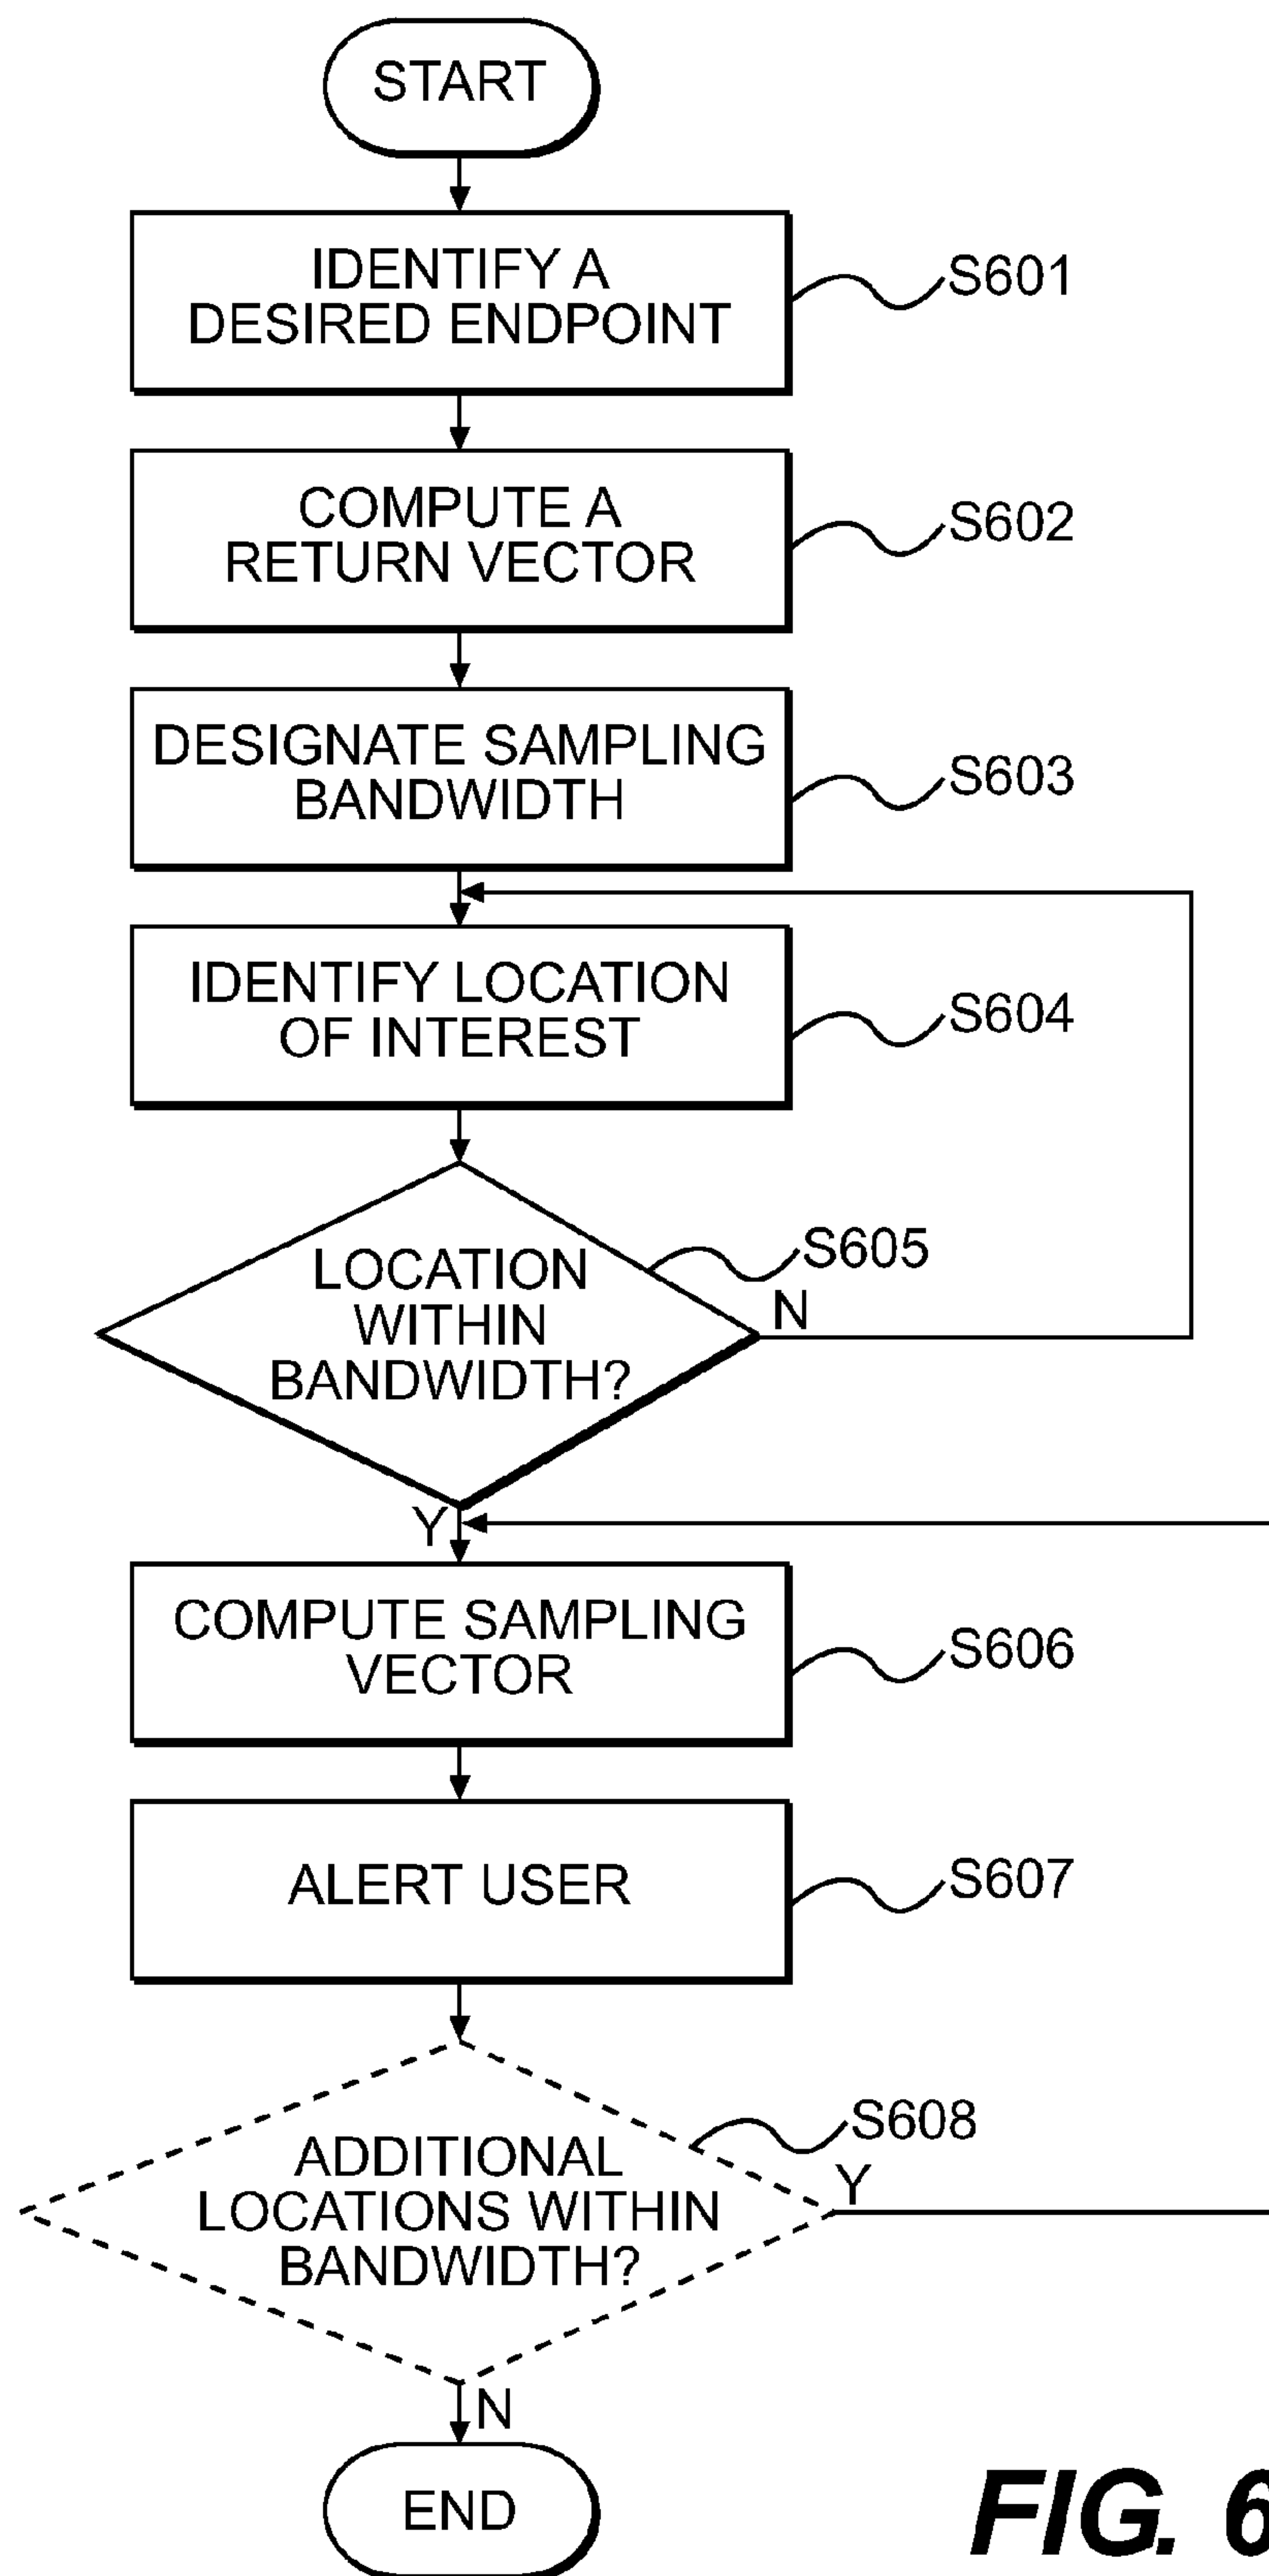 START
IDENTIFY A
DESIRED ENDPOINT
S601
COMPUTE A
RETURN VECTOR
S602
DESIGNATE SAMPLING
BANDWIDTH
S603
IDENTIFY LOCATION
OF INTEREST
S604
LOCATION
WITHIN
BANDWIDTH?
S605
N
Y
COMPUTE SAMPLING
VECTOR
S606
ALERT USER
S607
ADDITIONAL
LOCATIONS WITHIN
BANDWIDTH?
S608
Y
N
END
FIG. 6